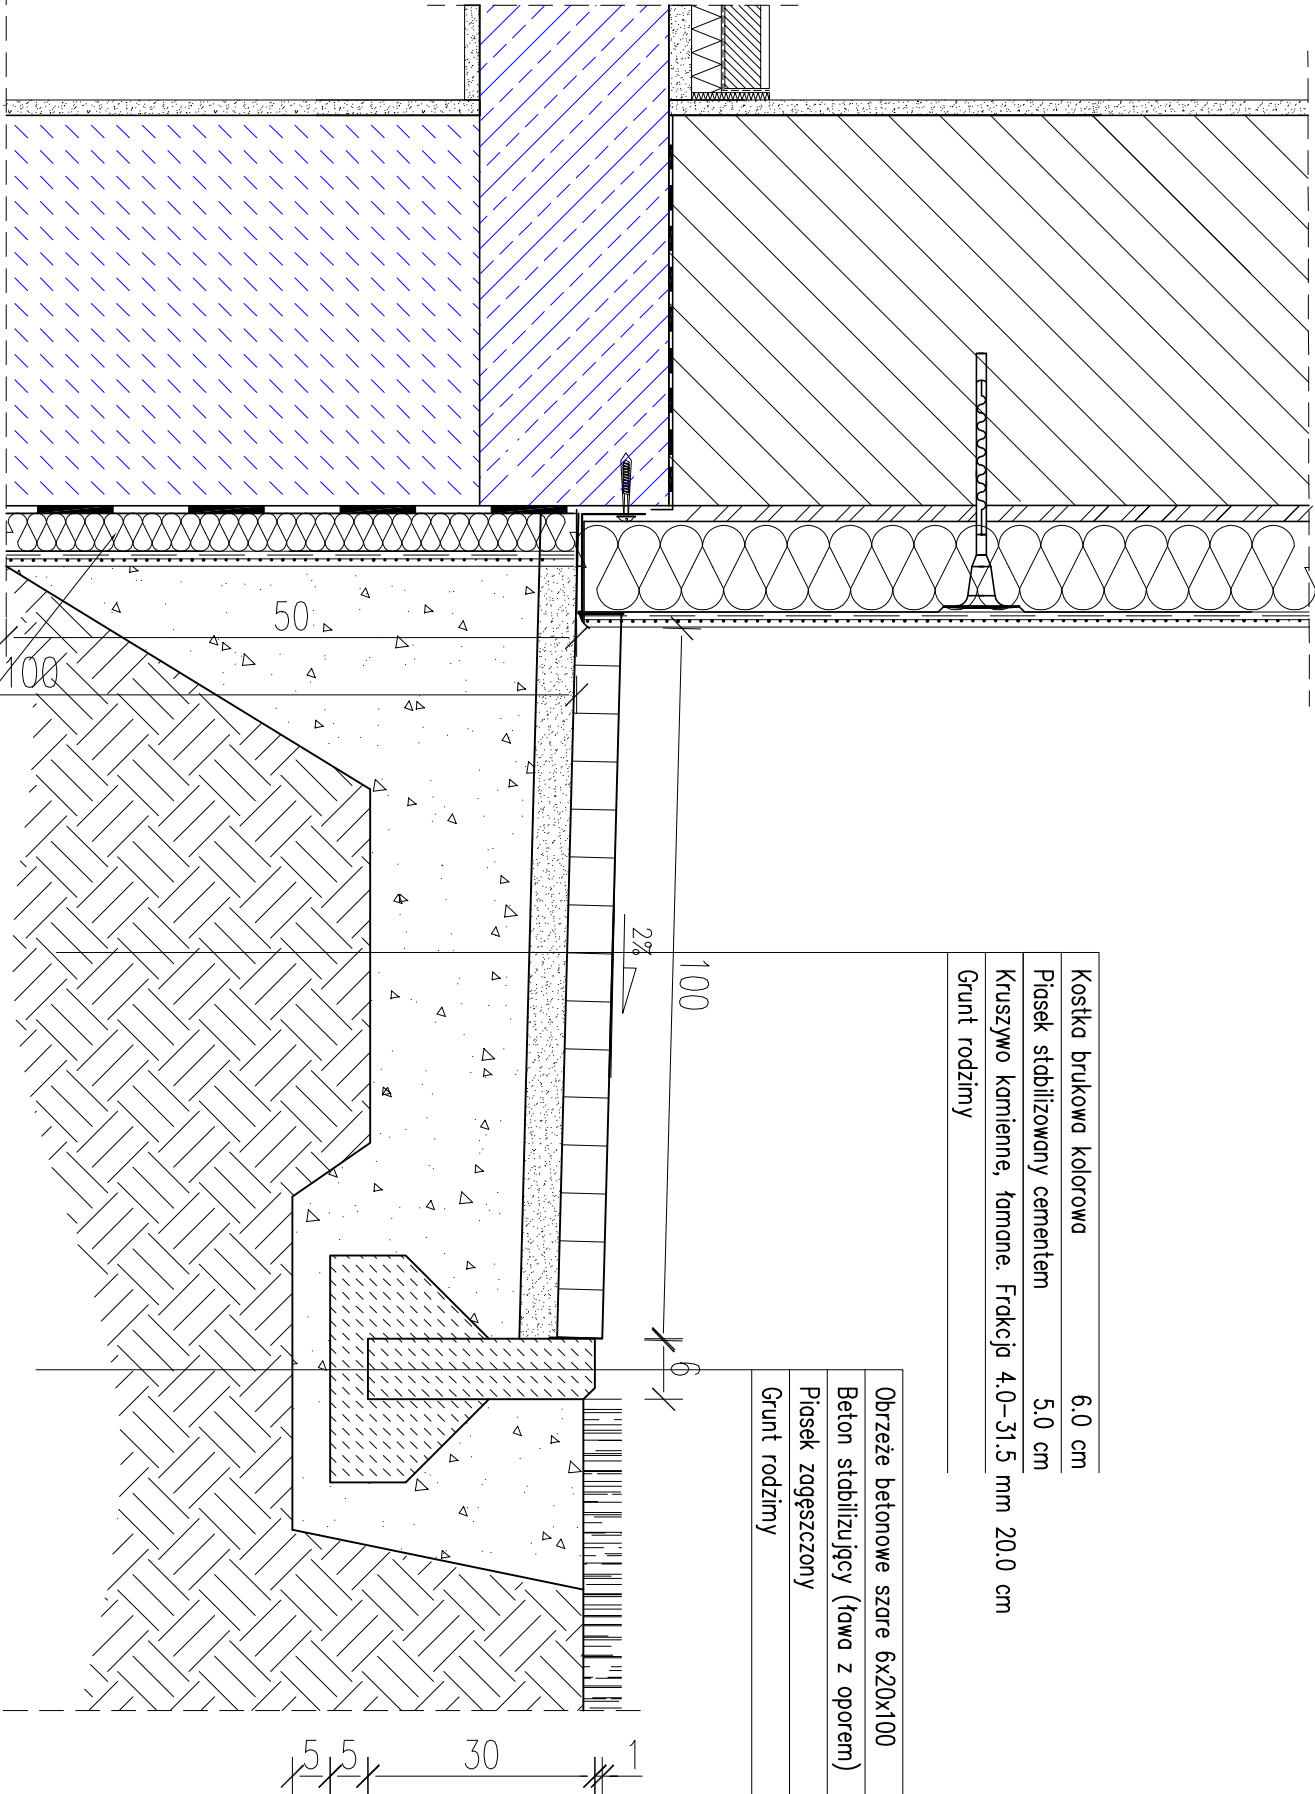 Kostka brukowa kolorowa 6.0 cm
Piasek stabilizowany cementem 5.0 cm
Kruszywo kamienne, łamane. Frakcja 4.0-31.5 mm 20.0 cm
Grunt rodzimy
Obrzeże betonowe szare 6x20x100
Beton stabilizujący (ława z oporem)
Piasek zagęszczony
Grunt rodzimy
100
2%
6
50
100
1
30
5
5